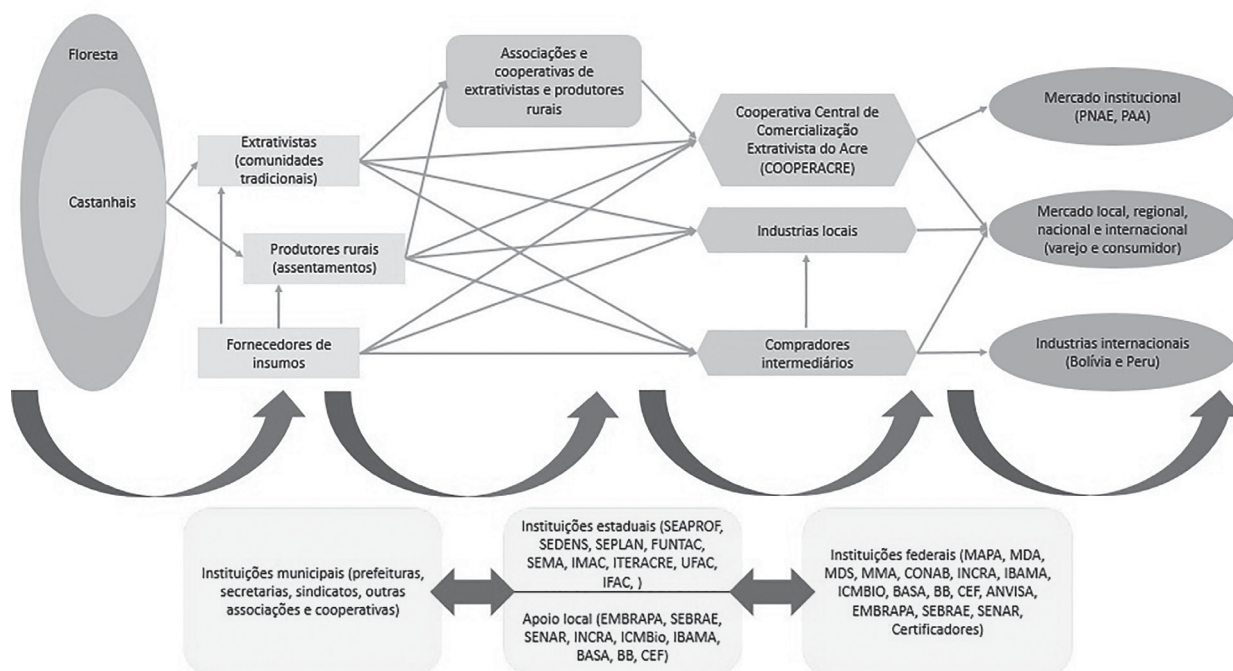 Floresta
Castanhais
Extrativistas
(comunidades
tradicionais)
Produtores rurais
(assentamentos)
Fornecedores de
insumos
Associações e
cooperativas de
extrativistas e produtores
rurais
Cooperativa Central de
Comercialização
Extrativista do Acre
(COOPERACRE)
Industrias locais
Compradores
intermediários
Mercado institucional
(PNAE, PAA)
Mercado local, regional,
nacional e internacional
(varejo e consumidor)
Industrias internacionais
(Bolívia e Peru)
Instituições municipais (prefeituras,
secretarias, sindicatos, outras
associações e cooperativas)
Instituições estaduais (SEAPROF,
SEDENS, SEPLAN, FUNTAC,
SEMA, IMAC, ITERACRE, UFAC,
IFAC, )
Apoio local (EMBRAPA, SEBRAE,
SENAR, INCRA, ICMBio, IBAMA,
BASA, BB, CEF)
Instituições federais (MAPA, MDA,
MDS, MMA, CONAB, INCRA, IBAMA,
ICMBIO, BASA, BB, CEF, ANVISA,
EMBRAPA, SEBRAE, SENAR,
Certificadores)